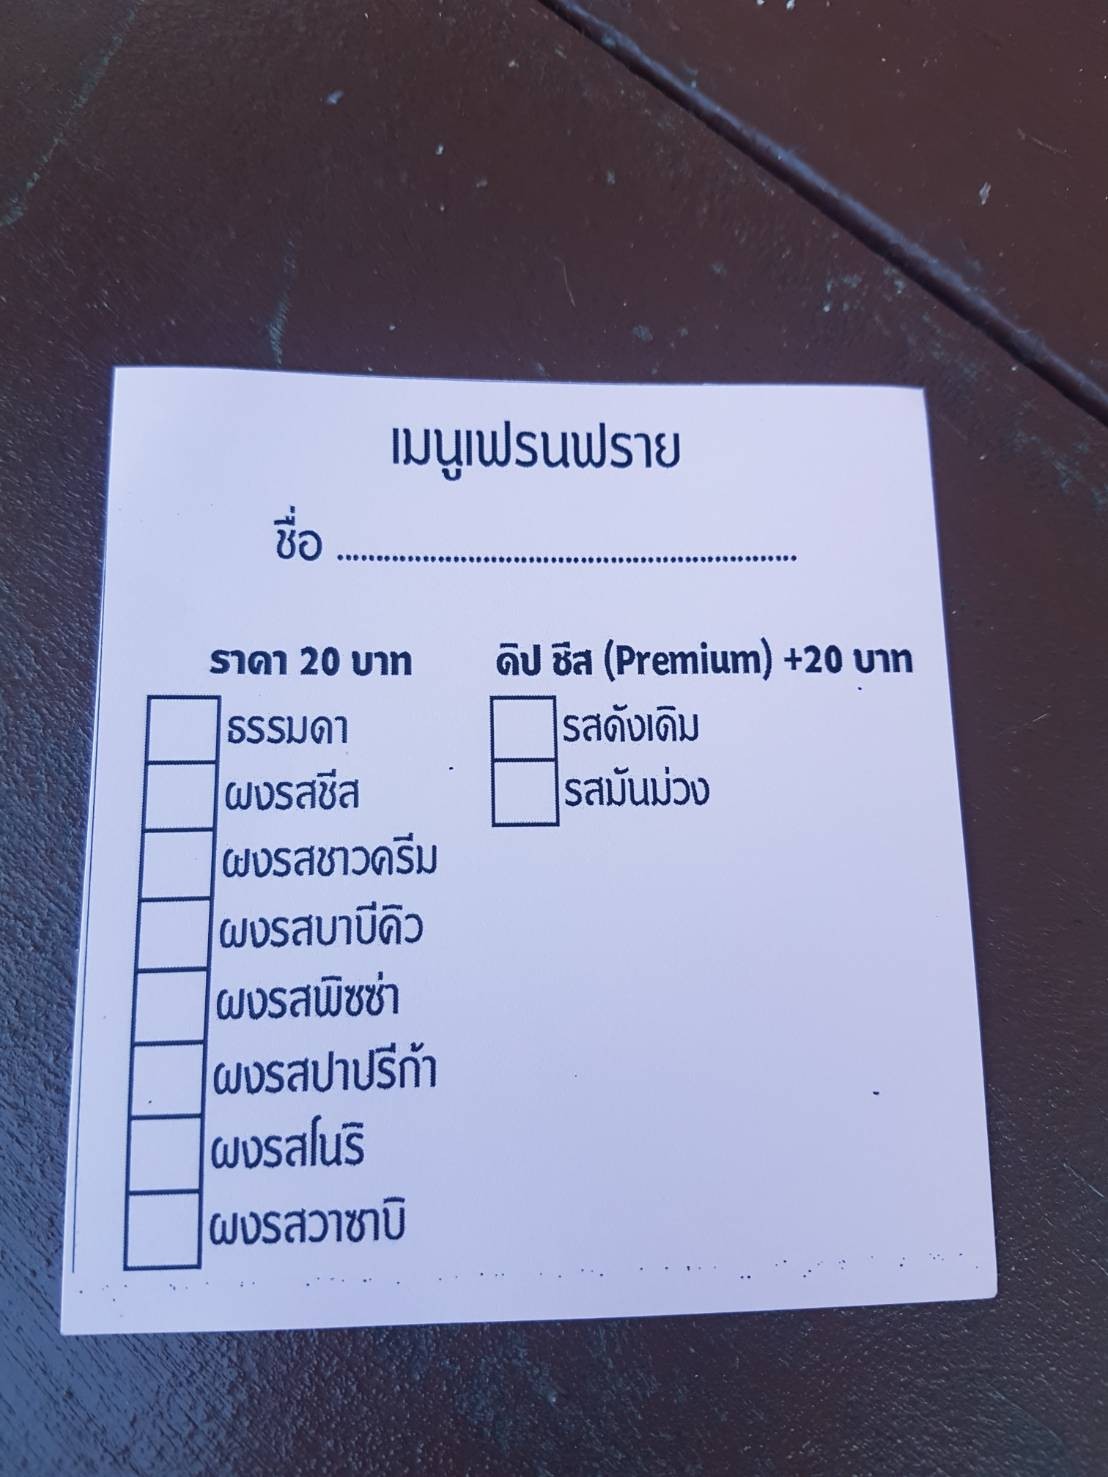 เมนูเฟรนฟราย
ชื่อ ..........................................................
ราคา 20 บาท
ธรรมดา
ผงรสชีส
ผงรสซาวครีม
ผงรสบาบีคิว
ผงรสพิซซ่า
ผงรสปาปรีก้า
ผงรสโนริ
ผงรสวาซาบิ
ดิป ชีส (Premium) +20 บาท
รสดั้งเดิม
รสมันม่วง